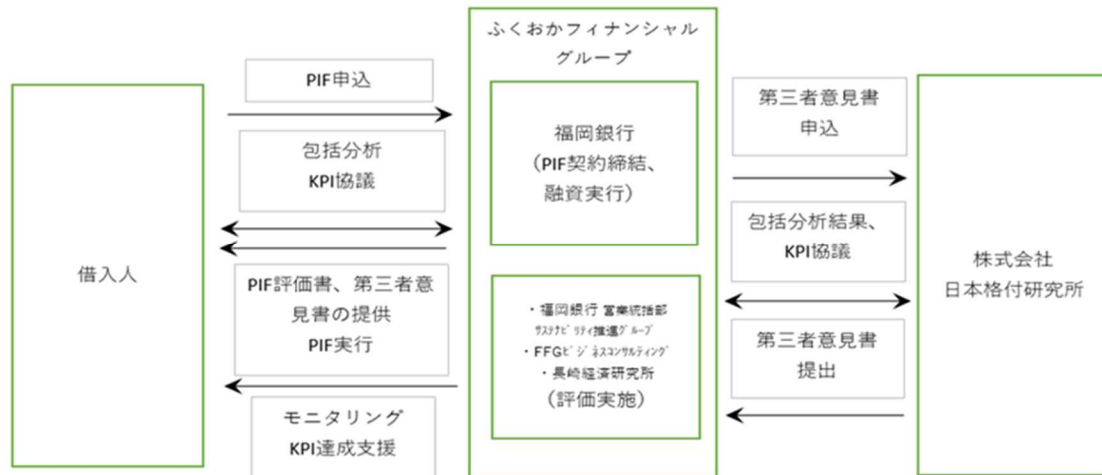 ふくおかフィナンシャル
グループ
PIF申込
包括分析
KPI協議
借入人
PIF評価書、第三者意
見書の提供
PIF実行
モニタリング
KPI達成支援
福岡銀行
(PIF契約締結、
融資実行)
・福岡銀行 営業統括部
ｻｽﾃﾅﾋﾞﾘﾃｨ推進ｸﾞﾙｰﾌﾟ
・FFGﾋﾞｼﾞﾈｽｺﾝｻﾙﾃｨﾝｸﾞ
・長崎経済研究所
(評価実施)
第三者意見書
申込
包括分析結果、
KPI協議
第三者意見書
提出
株式会社
日本格付研究所